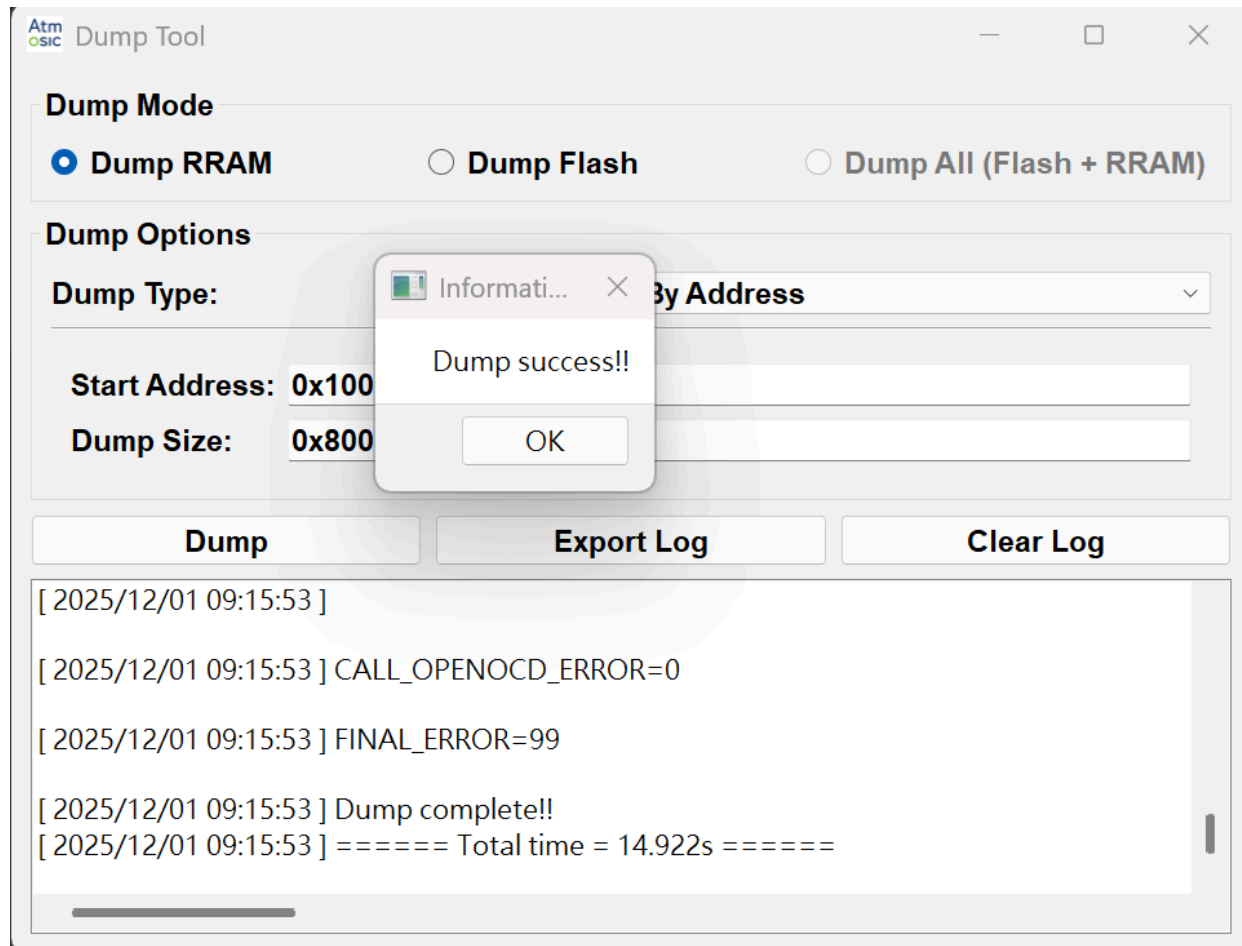 Atm
osic Dump Tool
Dump Mode
Dump RRAM Dump Flash Dump All (Flash + RRAM)
Dump Options
Dump Type: By Address
Informati...
Dump success!!
OK
Start Address: 0x100
Dump Size: 0x800
Dump Export Log Clear Log
[ 2025/12/01 09:15:53 ]
[ 2025/12/01 09:15:53 ] CALL_OPENOCD_ERROR=0
[ 2025/12/01 09:15:53 ] FINAL_ERROR=99
[ 2025/12/01 09:15:53 ] Dump complete!!
[ 2025/12/01 09:15:53 ] ====== Total time = 14.922s ======